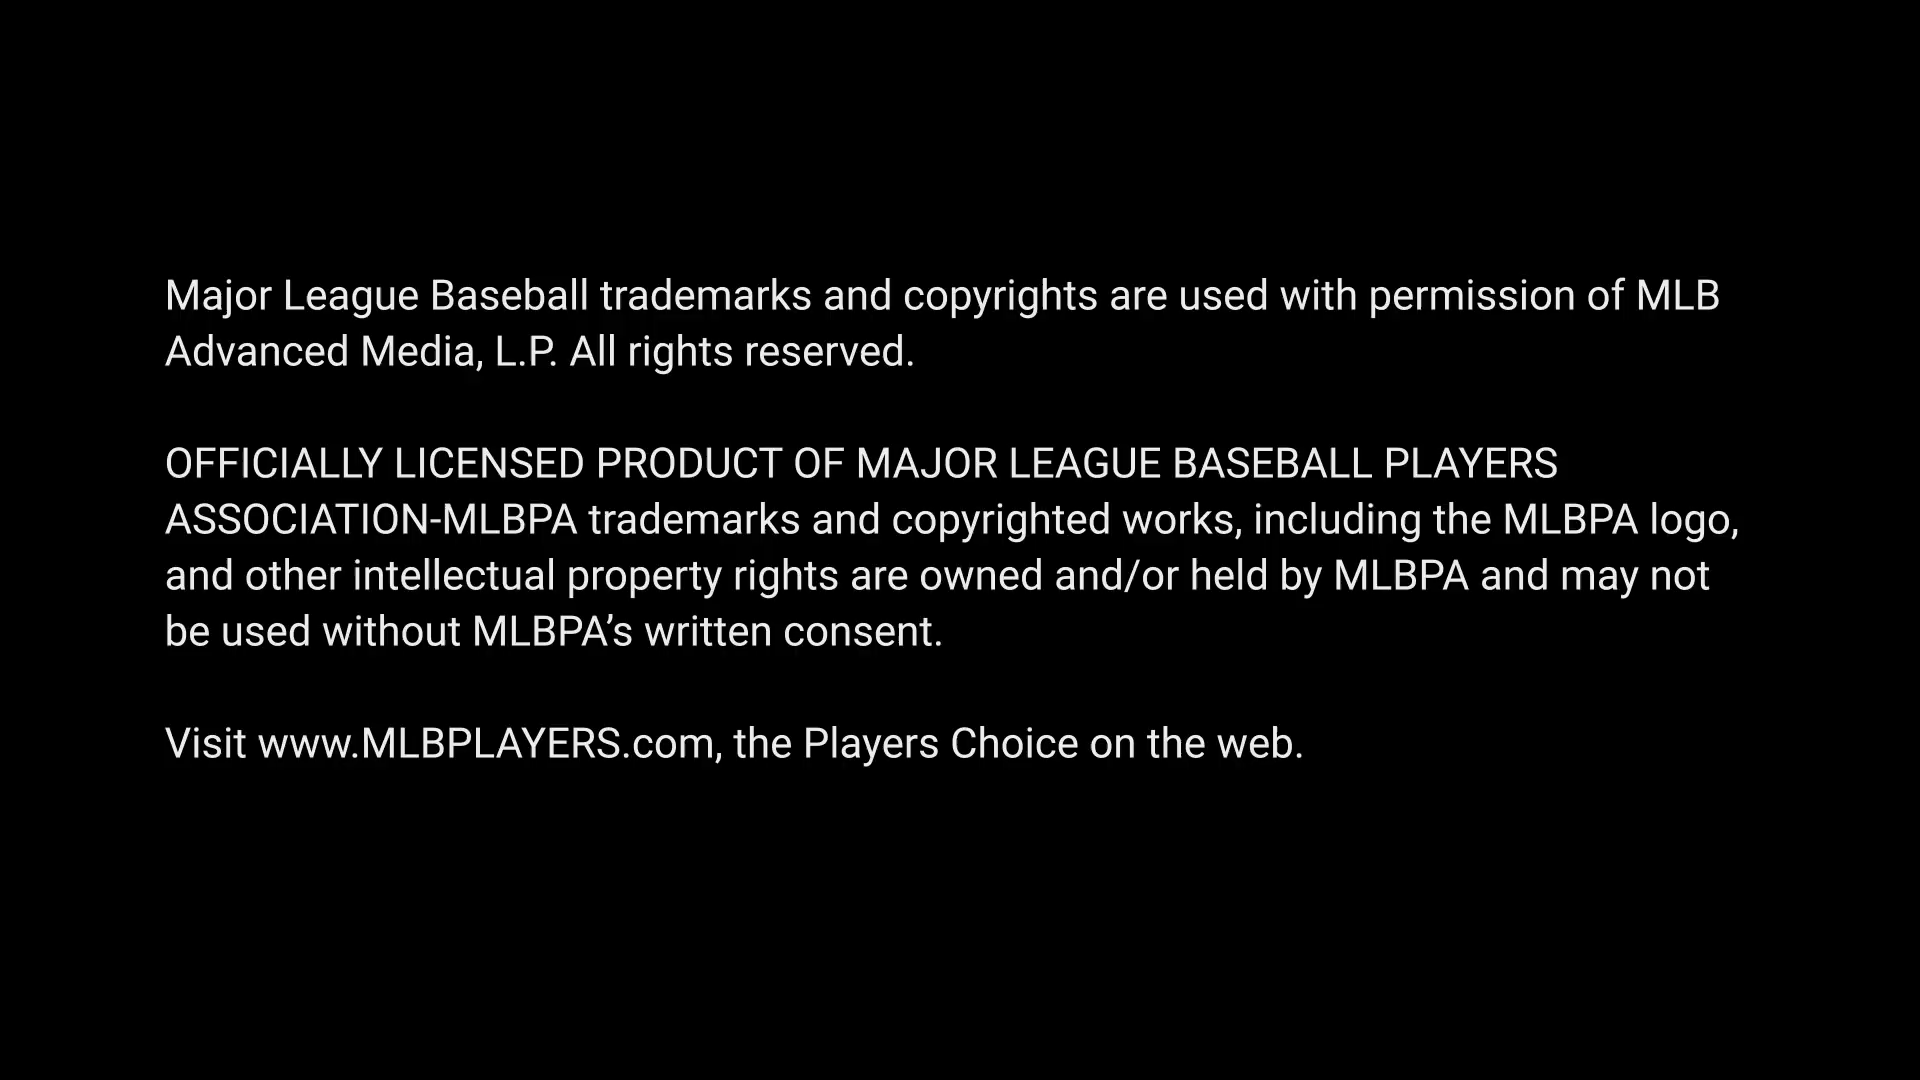 Major League Baseball trademarks and copyrights are used with permission of MLB
Advanced Media, L.P. All rights reserved.
OFFICIALLY LICENSED PRODUCT OF MAJOR LEAGUE BASEBALL PLAYERS
ASSOCIATION-MLBPA trademarks and copyrighted works, including the MLBPA logo,
and other intellectual property rights are owned and/or held by MLBPA and may not
be used without MLBPA’s written consent.
Visit www.MLBPLAYERS.com, the Players Choice on the web.